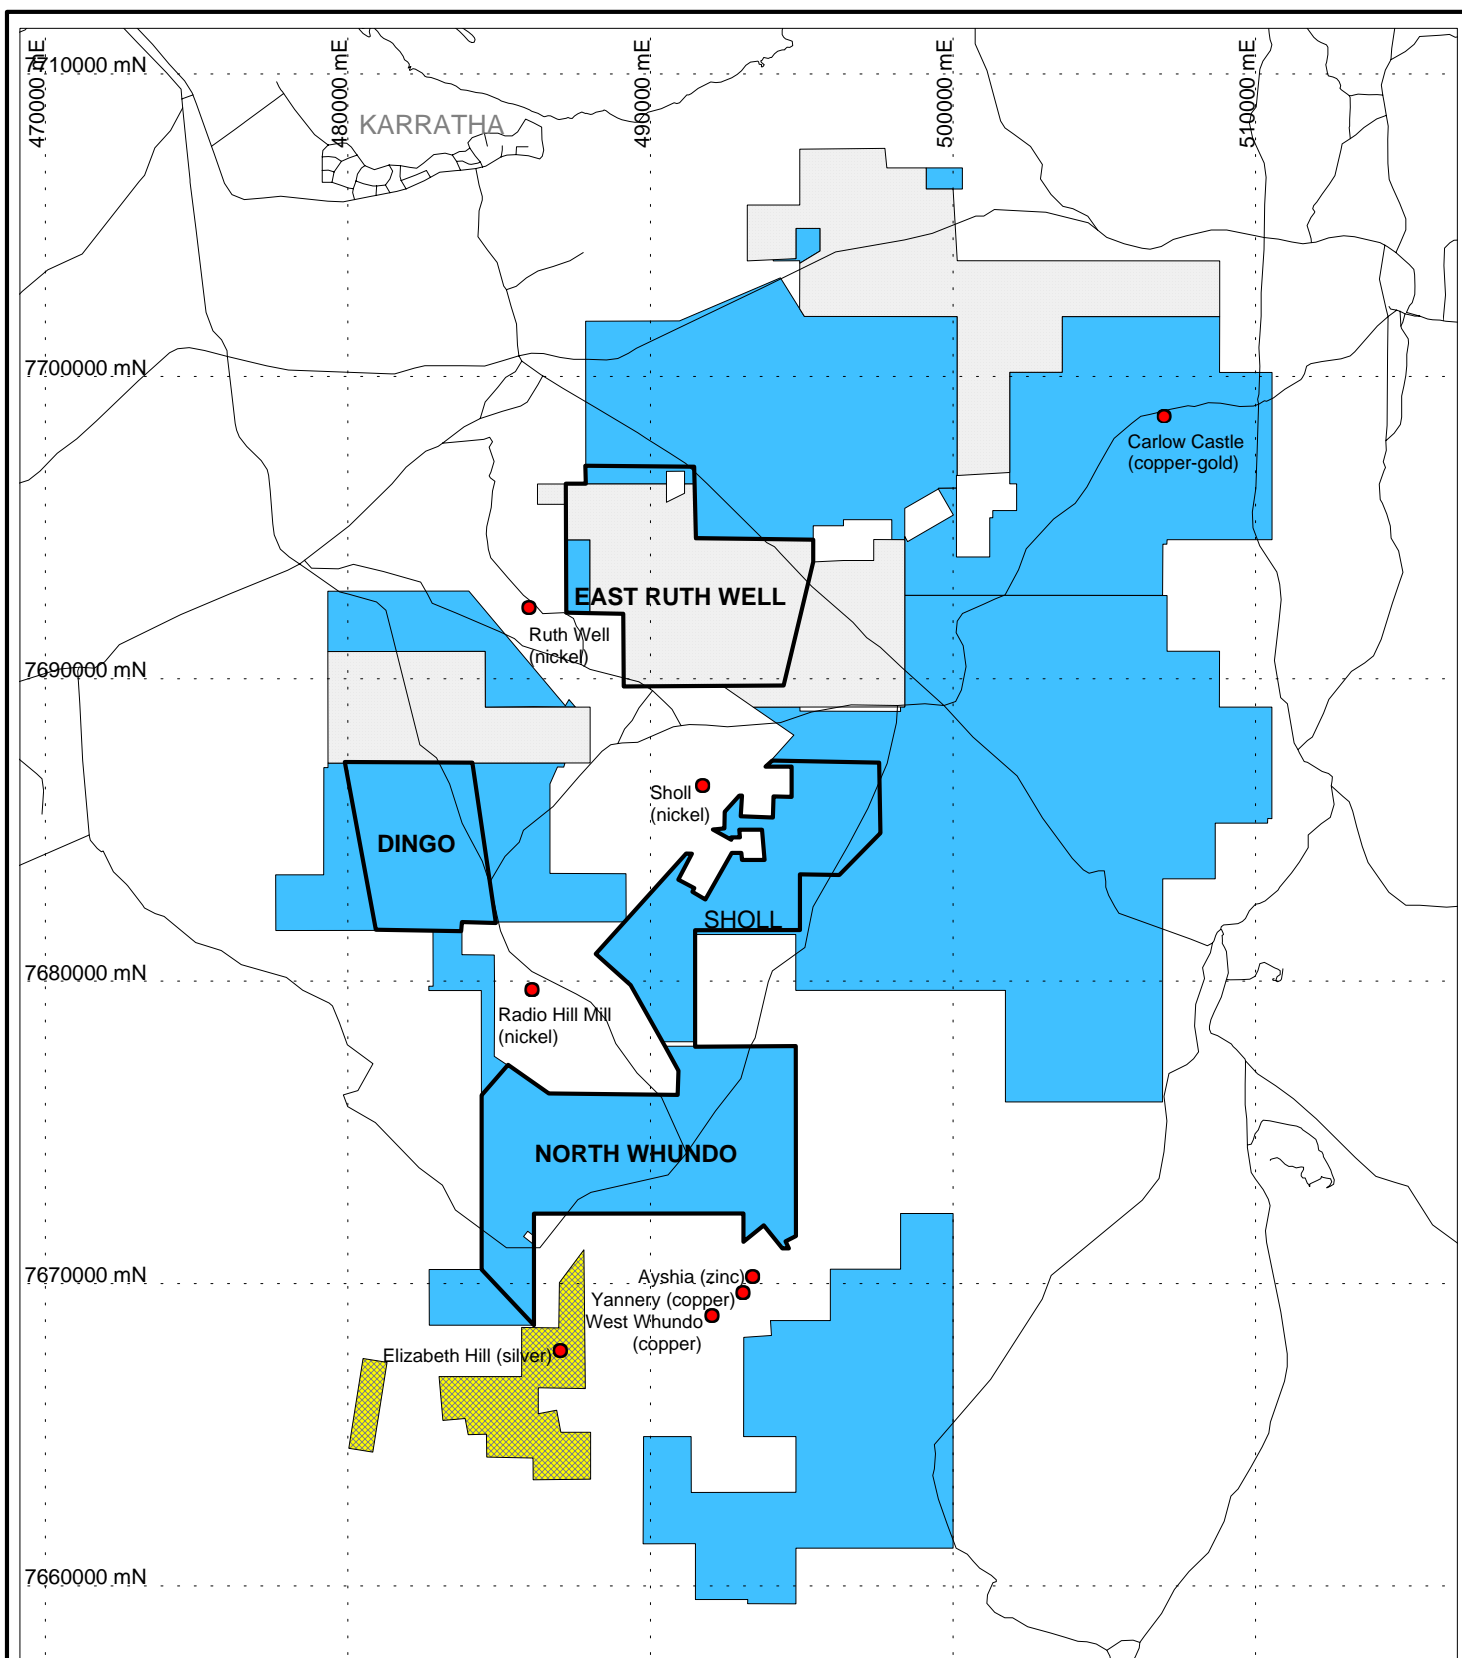 470000 mE
480000 mE
490000 mE
500000 mE
510000 mE
7710000 mN
KARRATHA
7700000 mN
Carlow Castle
(copper-gold)
EAST RUTH WELL
Ruth Well
(nickel)
7690000 mN
Sholl
(nickel)
DINGO
SHOLL
7680000 mN
Radio Hill Mill
(nickel)
NORTH WHUNDO
7670000 mN
Ayshia (zinc)
Yannery (copper)
West Whundo
(copper)
Elizabeth Hill (silver)
7660000 mN